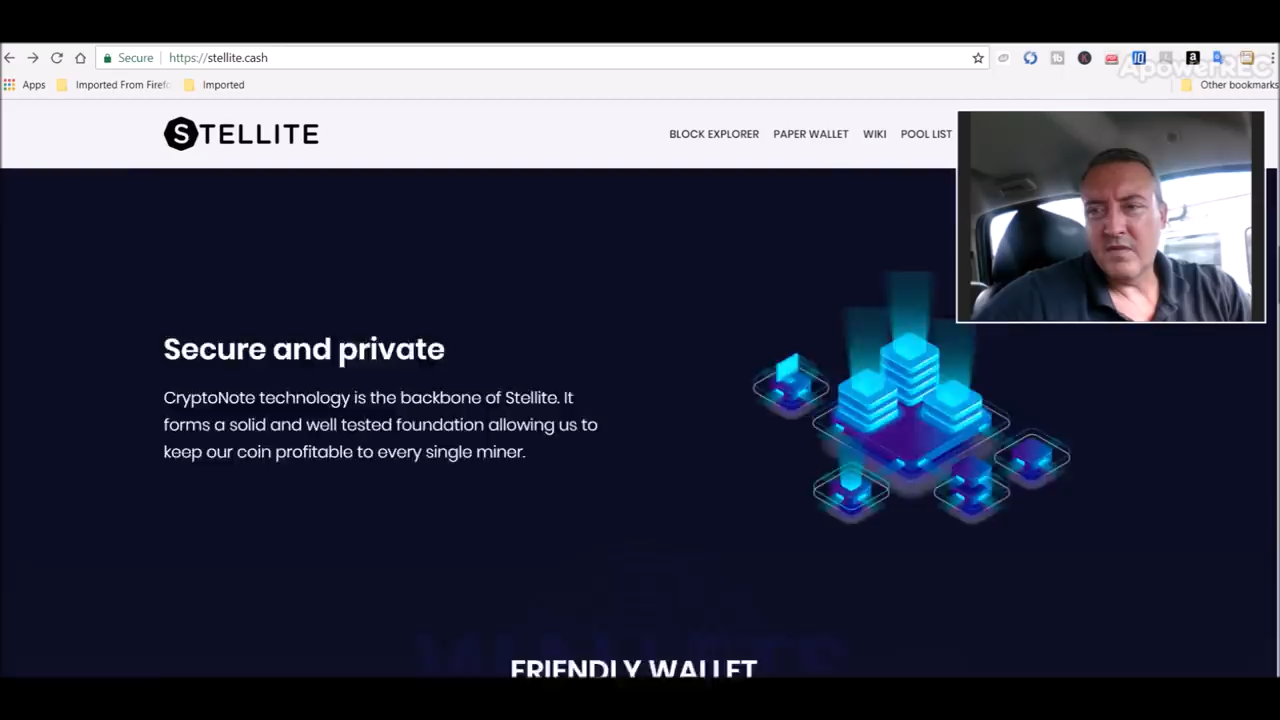 Secure
https://stellite.cash
ApowerREC
Apps
Imported From Firefo
Imported
Other bookmarks
STELLITE
BLOCK EXPLORER
PAPER WALLET
WIKI
POOL LIST
Secure and private
CryptoNote technology is the backbone of Stellite. It
forms a solid and well tested foundation allowing us to
keep our coin profitable to every single miner.
FRIENDLY WALLET